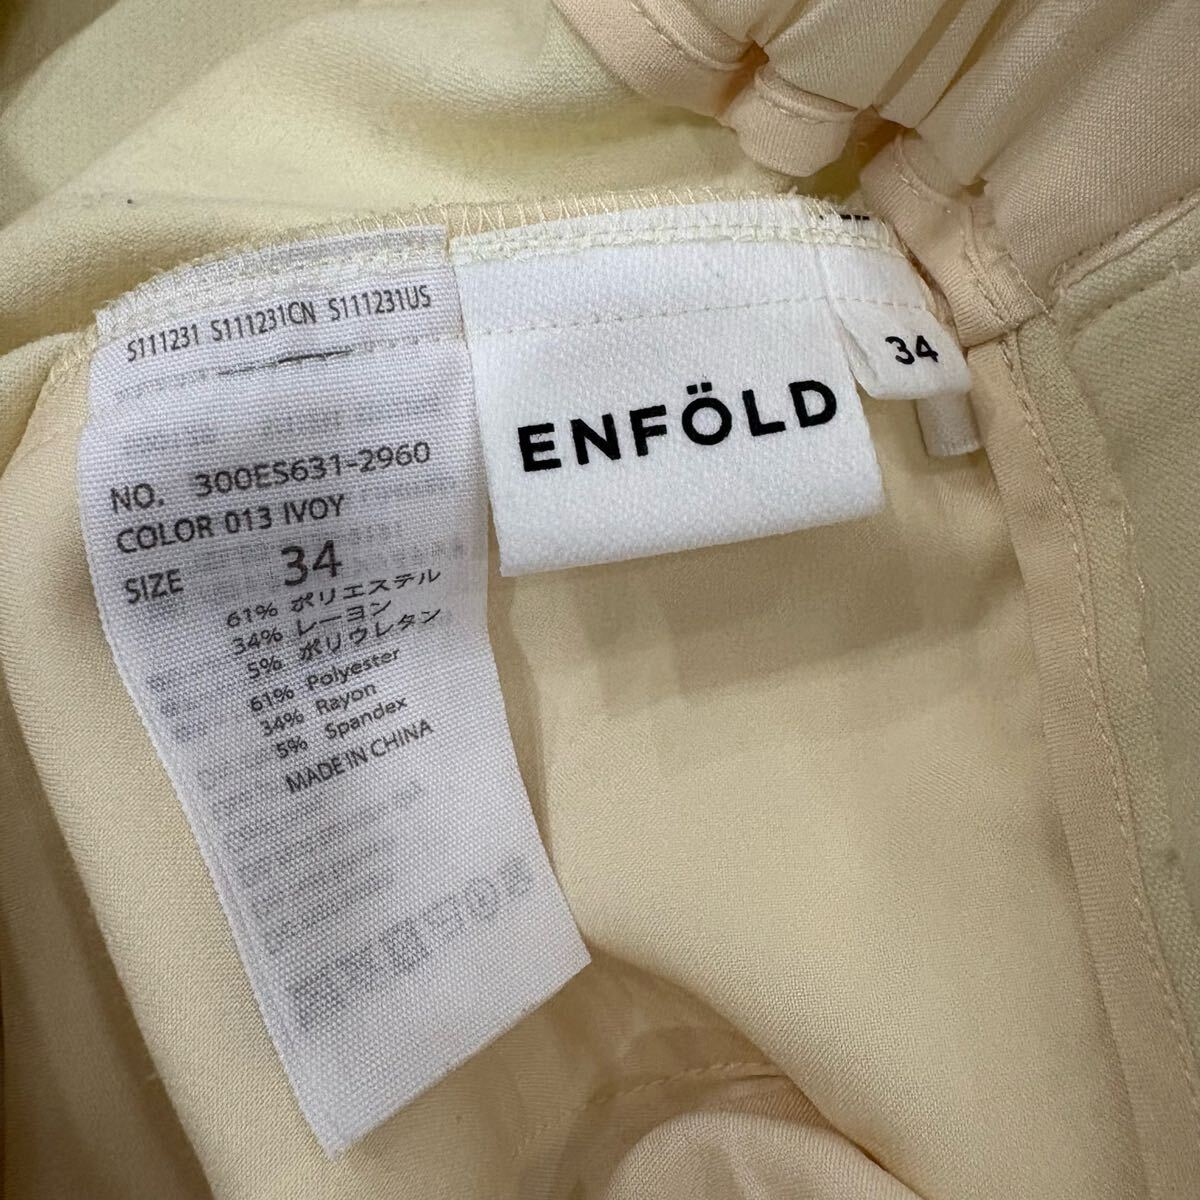 S111231 S111231CN S111231US
NO. 300ES631-2960
COLOR 013 IVOY
SIZE 34
61% ポリエステル
34% レーヨン
5% ポリウレタン
61% Polyester
34% Rayon
5% Spandex
MADE IN CHINA
ENFÖLD
34